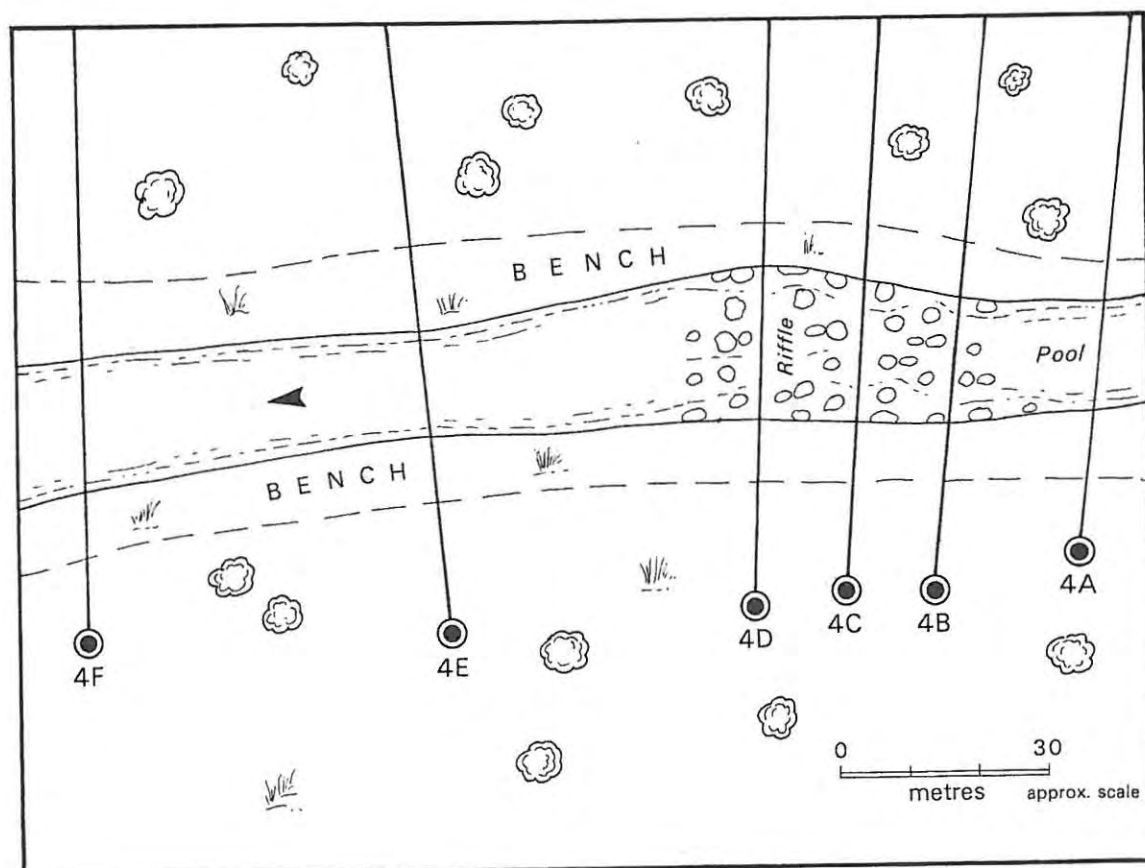 BENCH
Riffle
Pool
BENCH
4A
4B
4C
4D
4E
4F
0 30
metres approx. scale